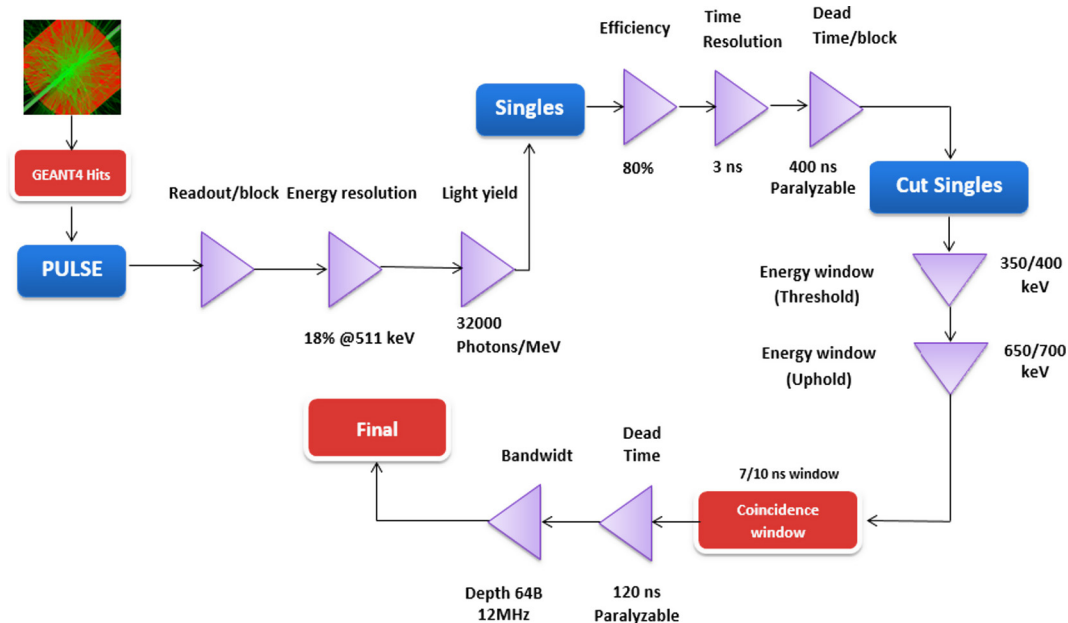 GEANT4 Hits
PULSE
Readout/block
Energy resolution
18% @511 keV
Light yield
32000
Photons/MeV
Singles
Efficiency
80%
Time
Resolution
3 ns
Dead
Time/block
400 ns
Paralyzable
Cut Singles
Energy window
(Threshold)
350/400
keV
Energy window
(Uphold)
650/700
keV
7/10 ns window
Coincidence
window
Dead
Time
120 ns
Paralyzable
Bandwidt
Depth 64B
12MHz
Final